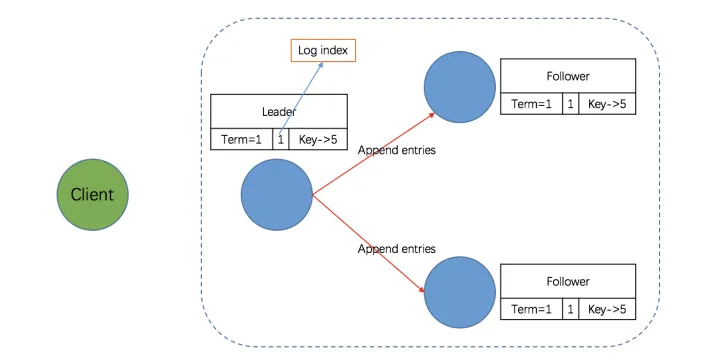 Log index
Follower
Term=1 1 Key->5
Leader
Term=1 1 Key->5
Append entries
Client
Append entries
Follower
Term=1 1 Key->5